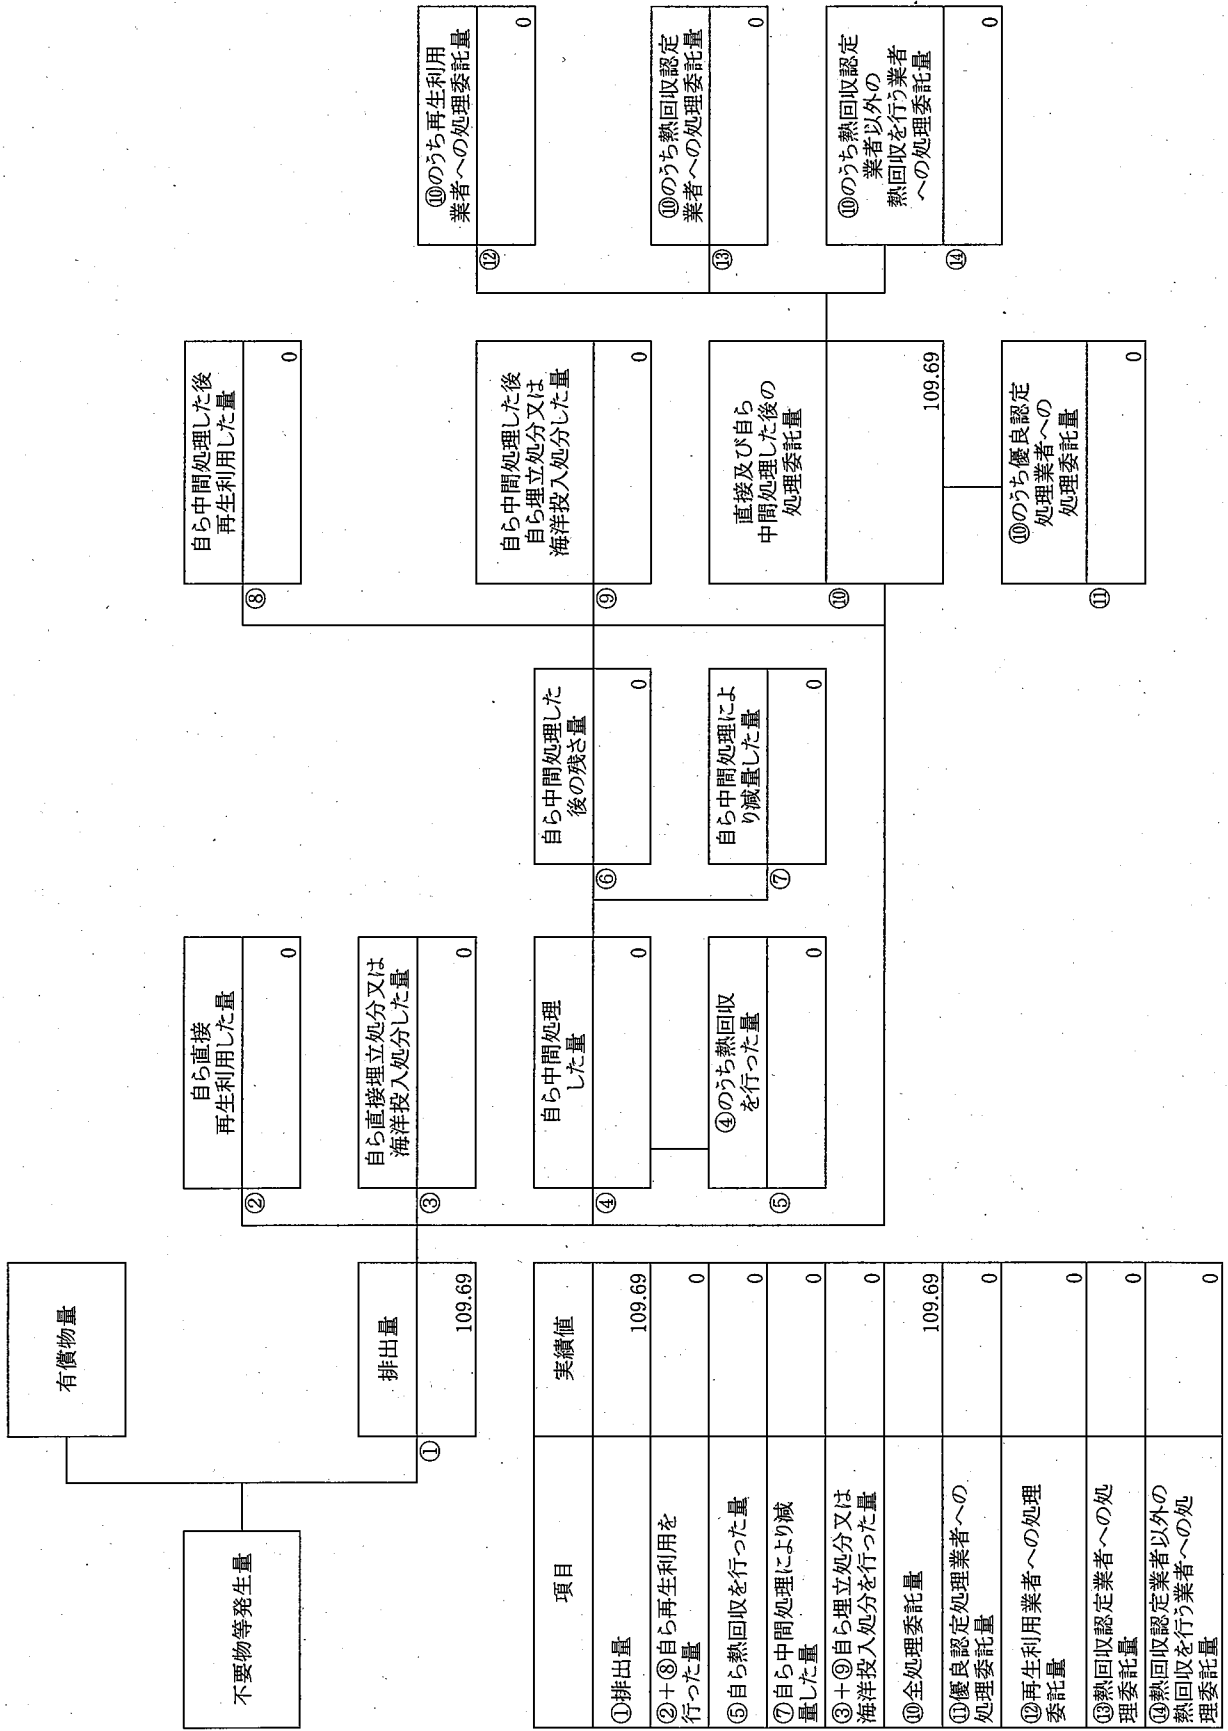 不要物等発生量
有償物量
排出量
①
109.69
自ら直接
再生利用した量
②
0
自ら直接埋立処分又は
海洋投入処分した量
③
0
自ら中間処理
した量
④
0
④のうち熱回収
を行った量
⑤
0
自ら中間処理した
後の残さ量
⑥
0
自ら中間処理によ
り減量した量
⑦
0
自ら中間処理した後
再生利用した量
⑧
0
自ら中間処理した後
自ら埋立処分又は
海洋投入処分した量
⑨
0
直接及び自ら
中間処理した後の
処理委託量
⑩
109.69
⑩のうち優良認定
処理業者への
処理委託量
⑪
0
⑩のうち再生利用
業者への処理委託量
⑫
0
⑩のうち熱回収認定
業者への処理委託量
⑬
0
⑩のうち熱回収認定
業者以外の
熱回収を行う業者
への処理委託量
⑭
0
項目 実績値
①排出量 109.69
②+⑧自ら再生利用を
行った量 0
⑤自ら熱回収を行った量 0
⑦自ら中間処理により減
量した量 0
③+⑨自ら埋立処分又は
海洋投入処分を行った量 0
⑩全処理委託量 109.69
⑪優良認定処理業者への
処理委託量 0
⑫再生利用業者への処理
委託量 0
⑬熱回収認定業者への処
理委託量 0
⑭熱回収認定業者以外の
熱回収を行う業者への処
理委託量 0